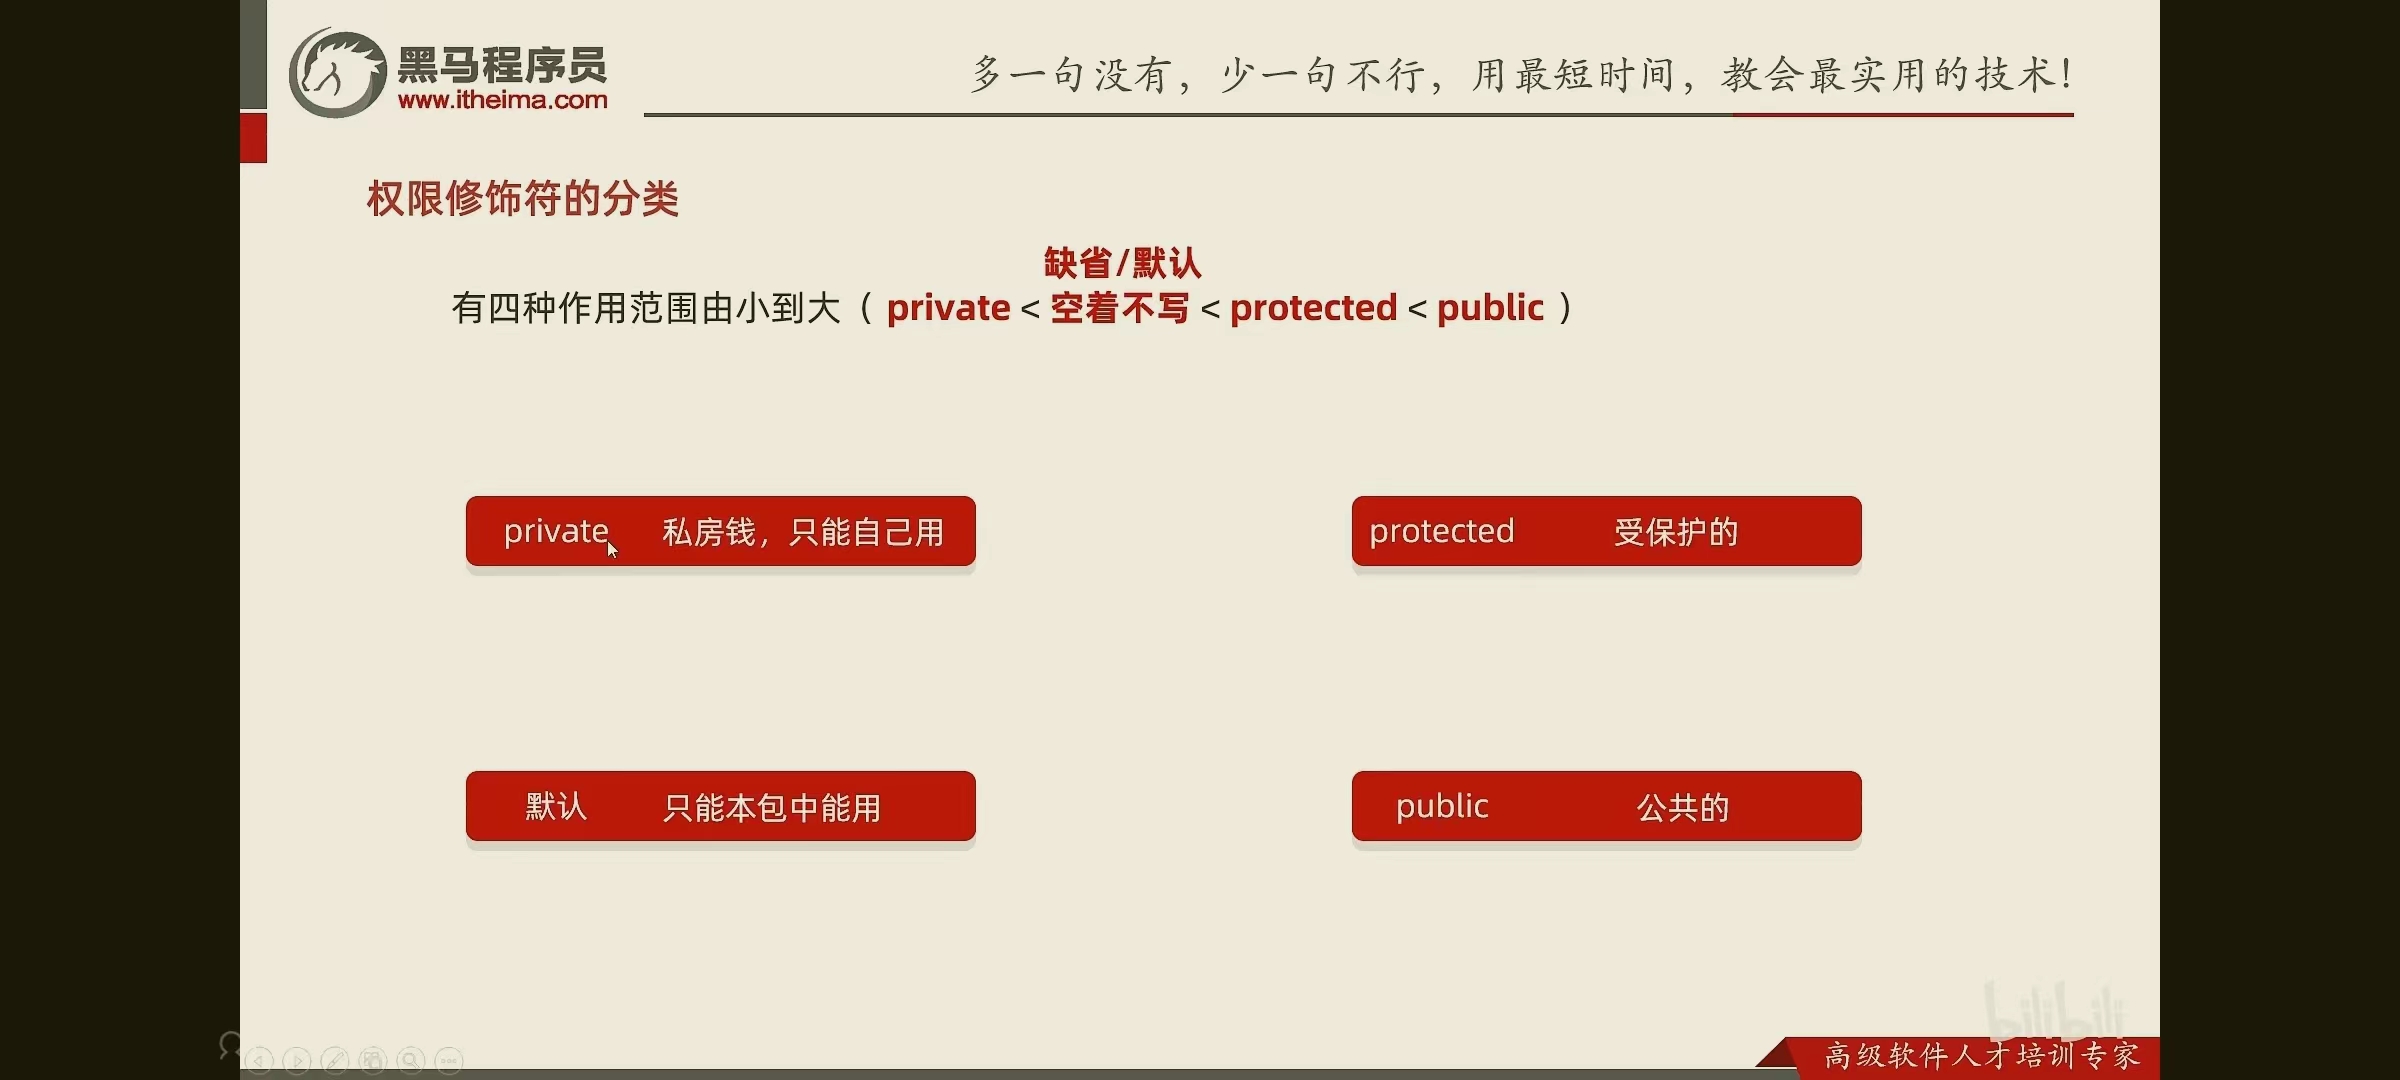 黑马程序员
www.itheima.com
多一句没有，少一句不行，用最短时间，教会最实用的技术！
权限修饰符的分类
缺省/默认
有四种作用范围由小到大（ private < 空着不写 < protected < public ）
private 私房钱，只能自己用
protected 受保护的
默认 只能本包中能用
public 公共的
bilibili
高级软件人才培训专家